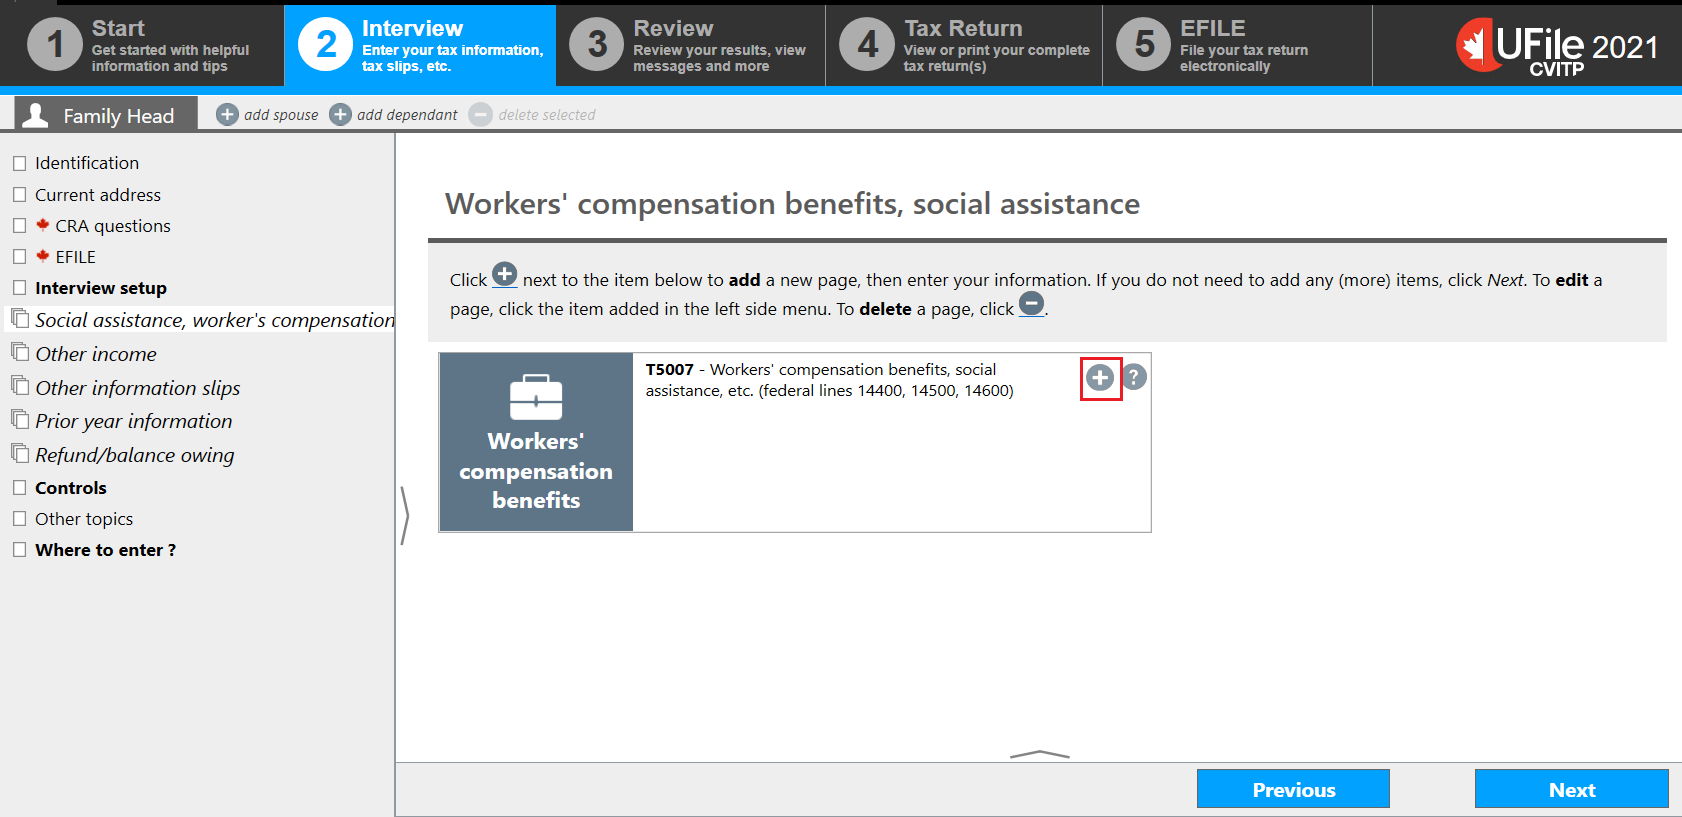 1 Start
Get started with helpful
information and tips
2 Interview
Enter your tax information,
tax slips, etc.
3 Review
Review your results, view
messages and more
4 Tax Return
View or print your complete
tax return(s)
5 EFILE
File your tax return
electronically
UFile 2021
CVITP
Family Head
+ add spouse + add dependant − delete selected
Identification
Current address
CRA questions
EFILE
Interview setup
Social assistance, worker's compensation
Other income
Other information slips
Prior year information
Refund/balance owing
Controls
Other topics
Where to enter ?
Workers' compensation benefits, social assistance
Click + next to the item below to add a new page, then enter your information. If you do not need to add any (more) items, click Next. To edit a
page, click the item added in the left side menu. To delete a page, click −.
Workers'
compensation
benefits
T5007 - Workers' compensation benefits, social
assistance, etc. (federal lines 14400, 14500, 14600)
+ ?
Previous
Next